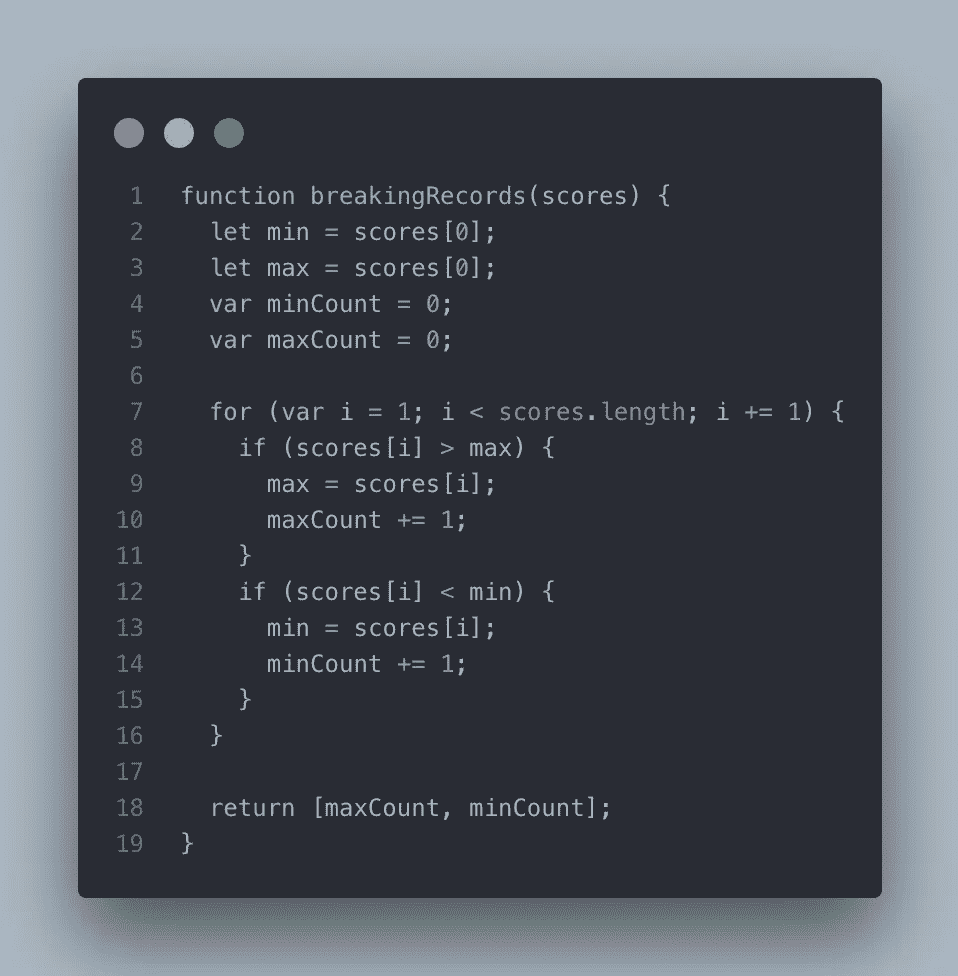 1 function breakingRecords(scores) {
2   let min = scores[0];
3   let max = scores[0];
4   var minCount = 0;
5   var maxCount = 0;
6
7   for (var i = 1; i < scores.length; i += 1) {
8     if (scores[i] > max) {
9       max = scores[i];
10       maxCount += 1;
11     }
12     if (scores[i] < min) {
13       min = scores[i];
14       minCount += 1;
15     }
16   }
17
18   return [maxCount, minCount];
19 }